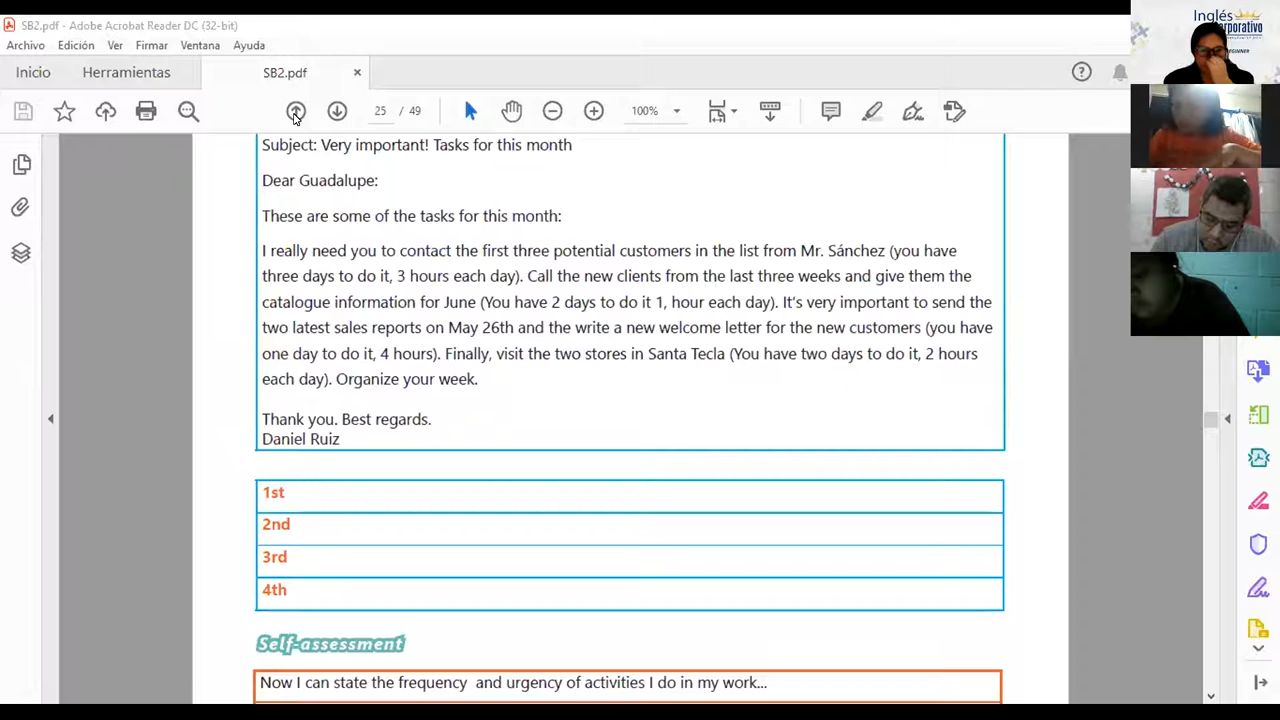 SB2.pdf - Adobe Acrobat Reader DC (32-bit)
Archivo Edición Ver Firmar Ventana Ayuda
Inicio Herramientas SB2.pdf
25 / 49 100%
Subject: Very important! Tasks for this month
Dear Guadalupe:
These are some of the tasks for this month:
I really need you to contact the first three potential customers in the list from Mr. Sánchez (you have
three days to do it, 3 hours each day). Call the new clients from the last three weeks and give them the
catalogue information for June (You have 2 days to do it 1, hour each day). It's very important to send the
two latest sales reports on May 26th and the write a new welcome letter for the new customers (you have
one day to do it, 4 hours). Finally, visit the two stores in Santa Tecla (You have two days to do it, 2 hours
each day). Organize your week.
Thank you. Best regards.
Daniel Ruiz
1st
2nd
3rd
4th
Self-assessment
Now I can state the frequency and urgency of activities I do in my work...
Inglés